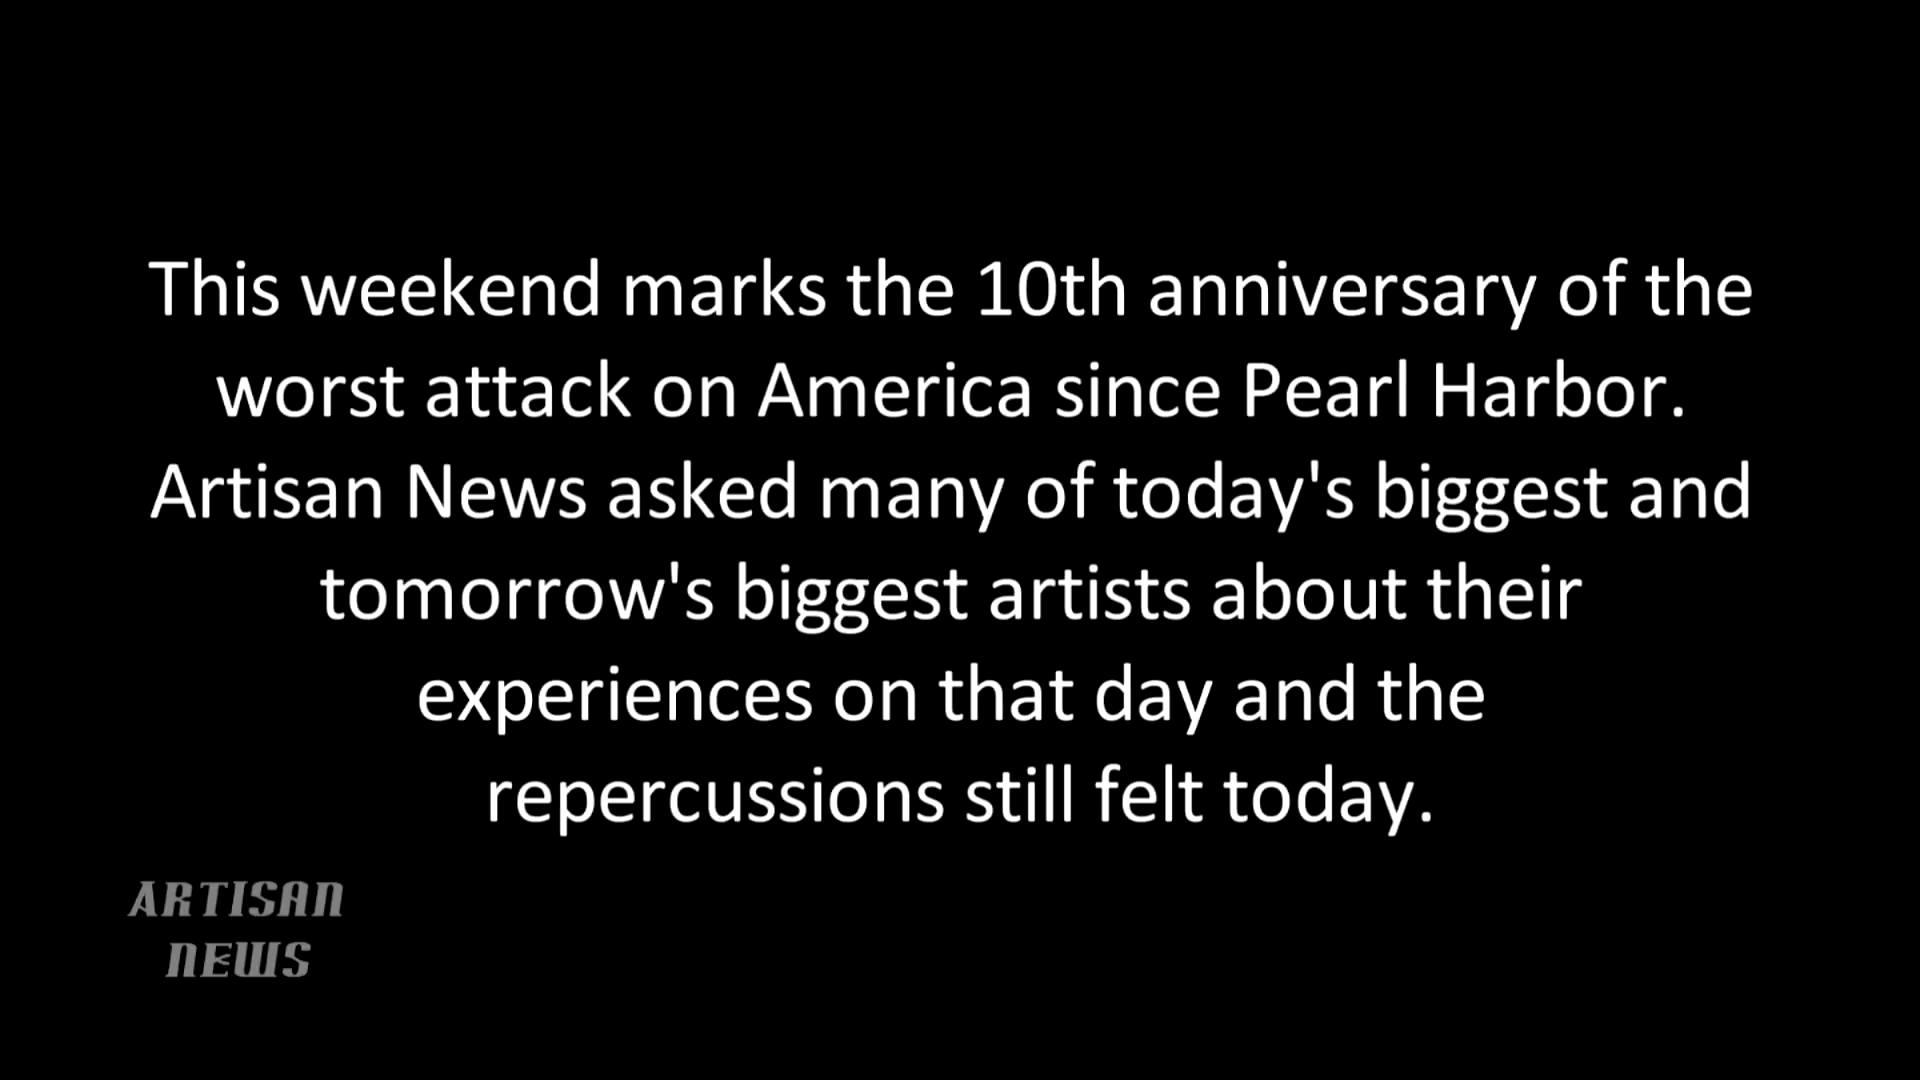 This weekend marks the 10th anniversary of the
worst attack on America since Pearl Harbor.
Artisan News asked many of today's biggest and
tomorrow's biggest artists about their
experiences on that day and the
repercussions still felt today.
ARTISAN
NEWS